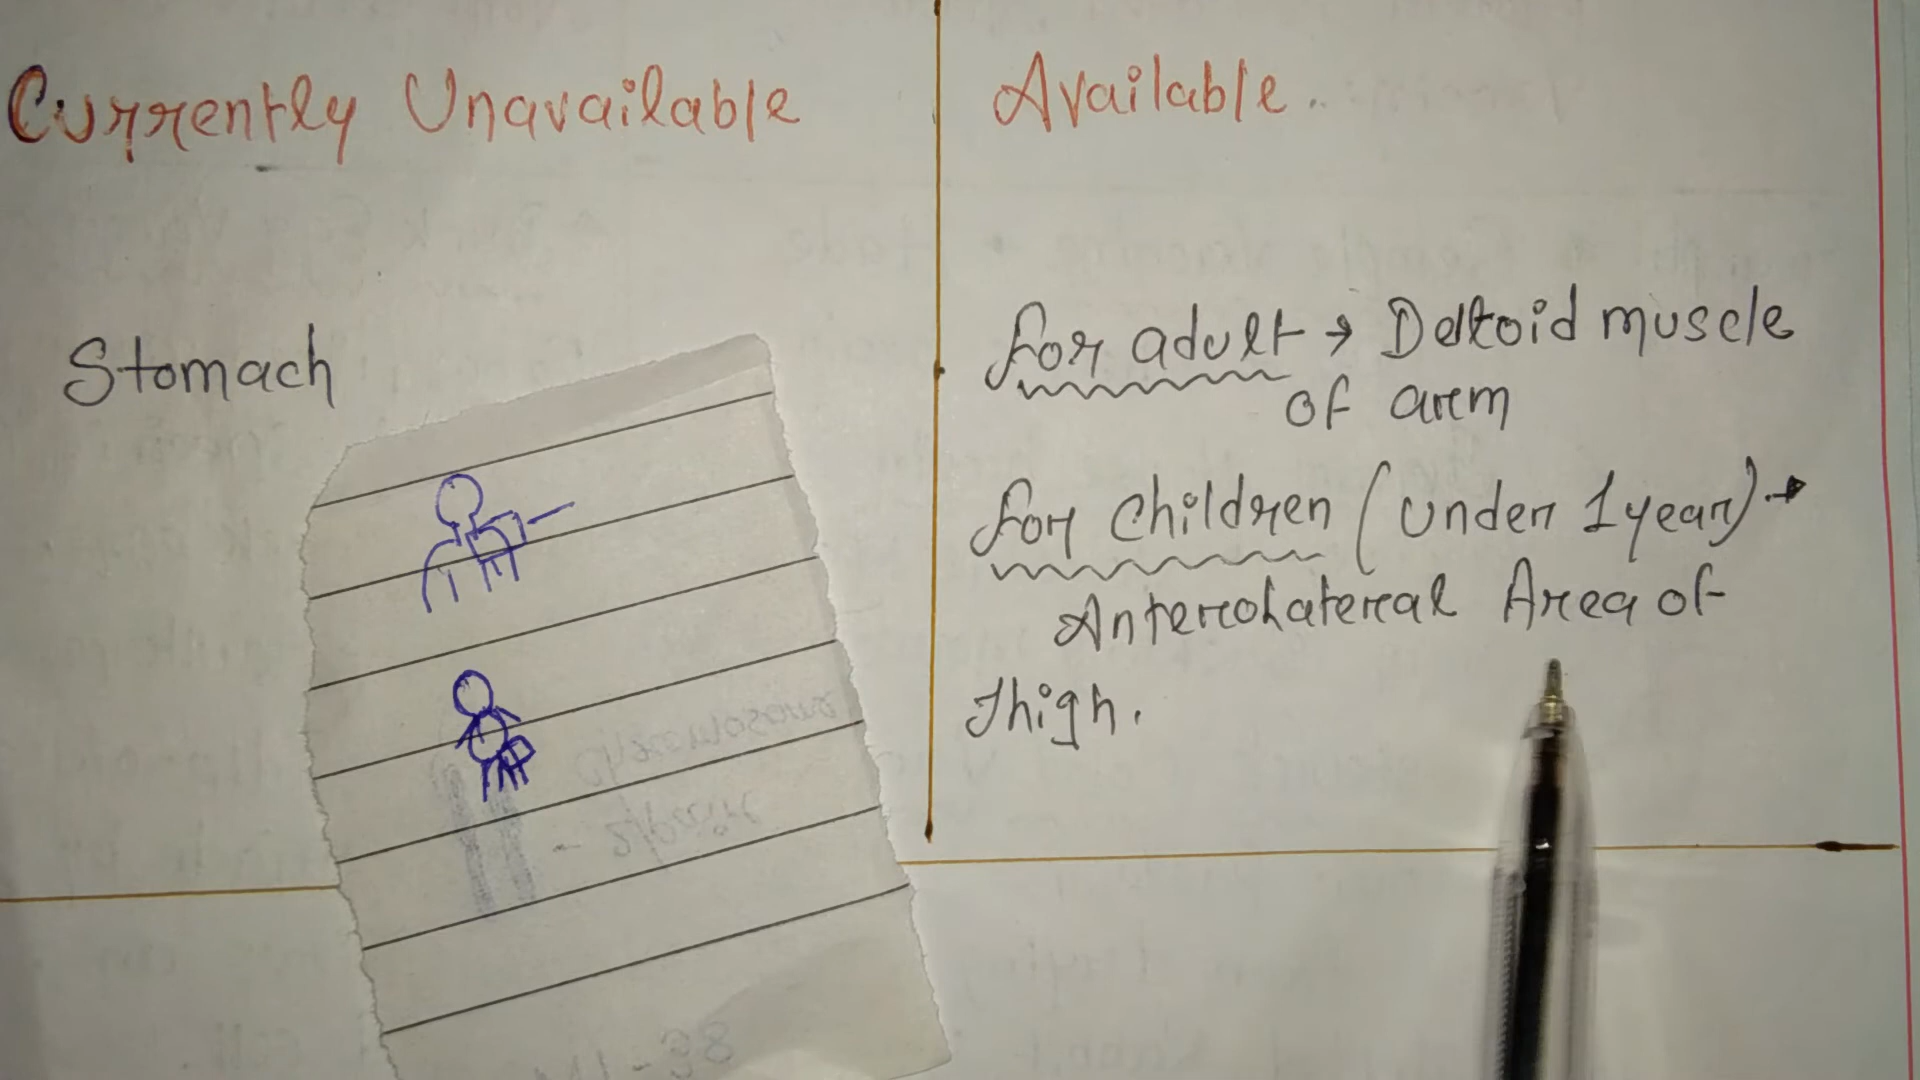 Currently Unavailable
Available.
Stomach
for adult → Deltoid muscle
of arm
for children (under 1 year) →
Anterolateral Area of
thigh.